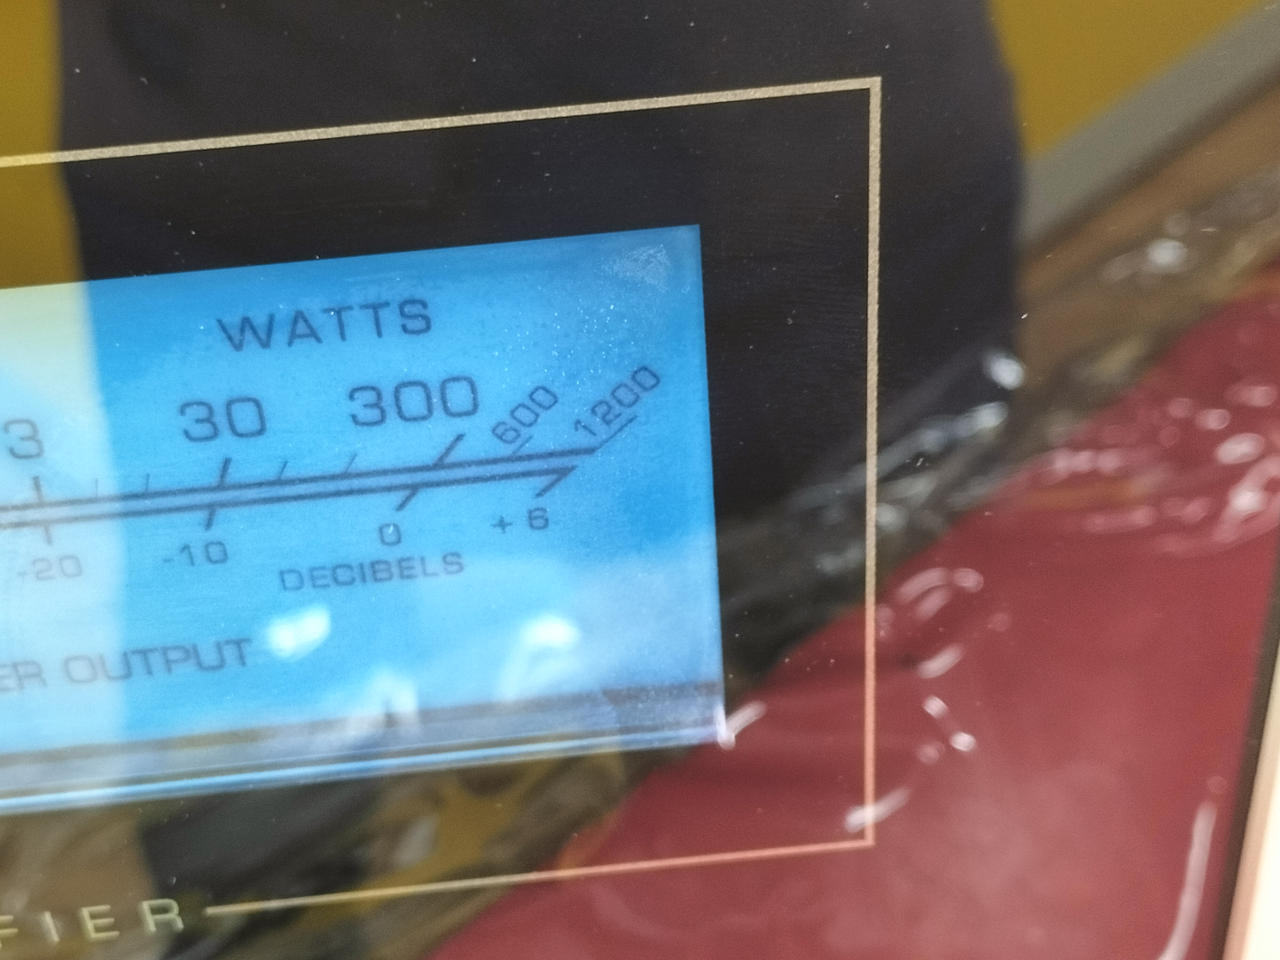 WATTS
3 30 300 600 1200
-20 -10 0 +6
DECIBELS
ER OUTPUT
FIER